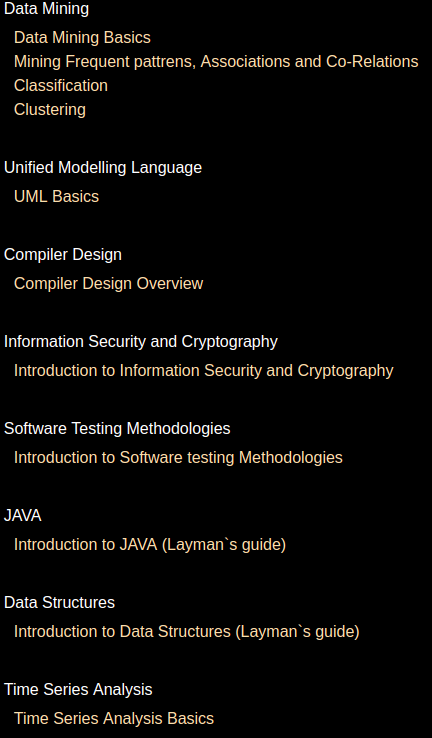 Data Mining
Data Mining Basics
Mining Frequent pattrens, Associations and Co-Relations
Classification
Clustering
Unified Modelling Language
UML Basics
Compiler Design
Compiler Design Overview
Information Security and Cryptography
Introduction to Information Security and Cryptography
Software Testing Methodologies
Introduction to Software testing Methodologies
JAVA
Introduction to JAVA (Layman`s guide)
Data Structures
Introduction to Data Structures (Layman`s guide)
Time Series Analysis
Time Series Analysis Basics